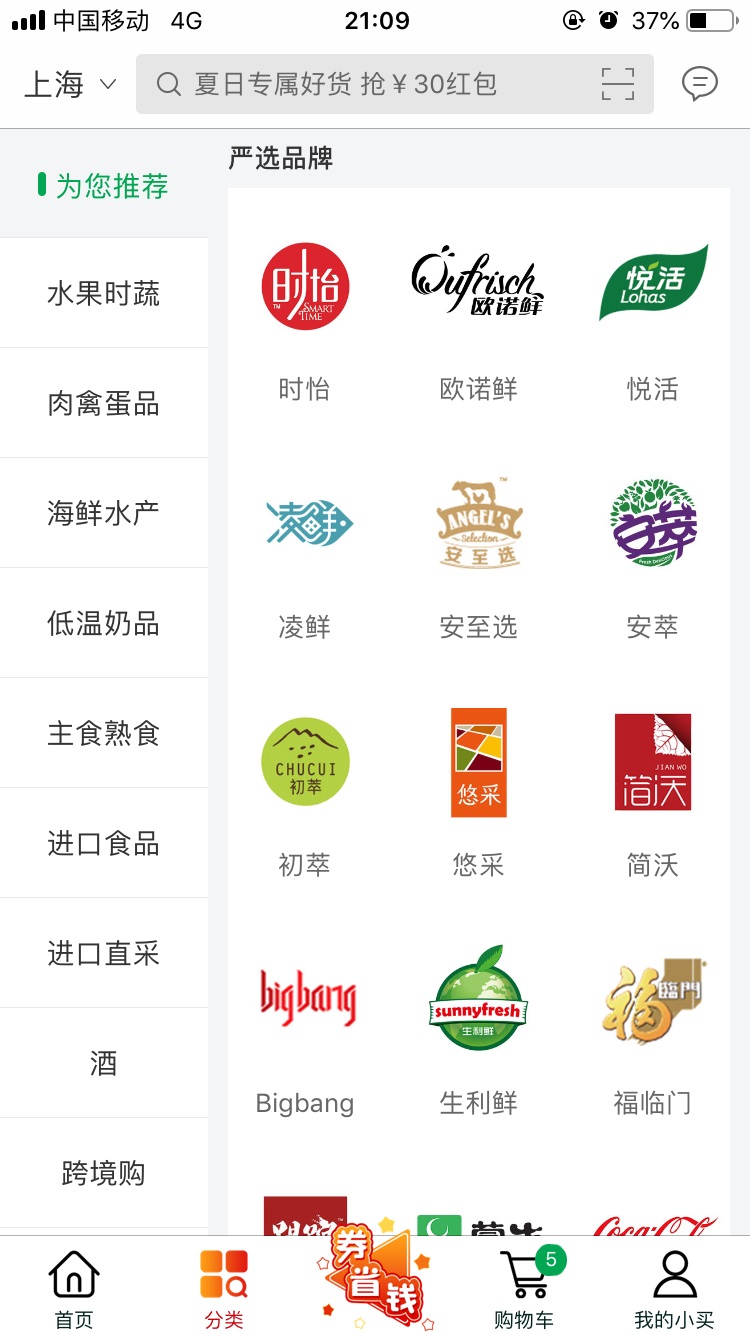 中国移动 4G 21:09 37%
上海 夏日专属好货 抢￥30红包
为您推荐
水果时蔬
肉禽蛋品
海鲜水产
低温奶品
主食熟食
进口食品
进口直采
酒
跨境购
严选品牌
时怡
SMART
TIME
TM
Oufrisch
欧诺鲜
悦活
Lohas
时怡 欧诺鲜 悦活
凌鲜
TM
ANGEL'S
Selection
安至选
安萃
凌鲜 安至选 安萃
CHUCUI
初萃
悠采
JIAN WO
简沃
初萃 悠采 简沃
bigbang
sunnyfresh
生利鲜
福臨門
Bigbang 生利鲜 福临门
蒙牛
Coca-Cola
券省钱
5
首页 分类 购物车 我的小买